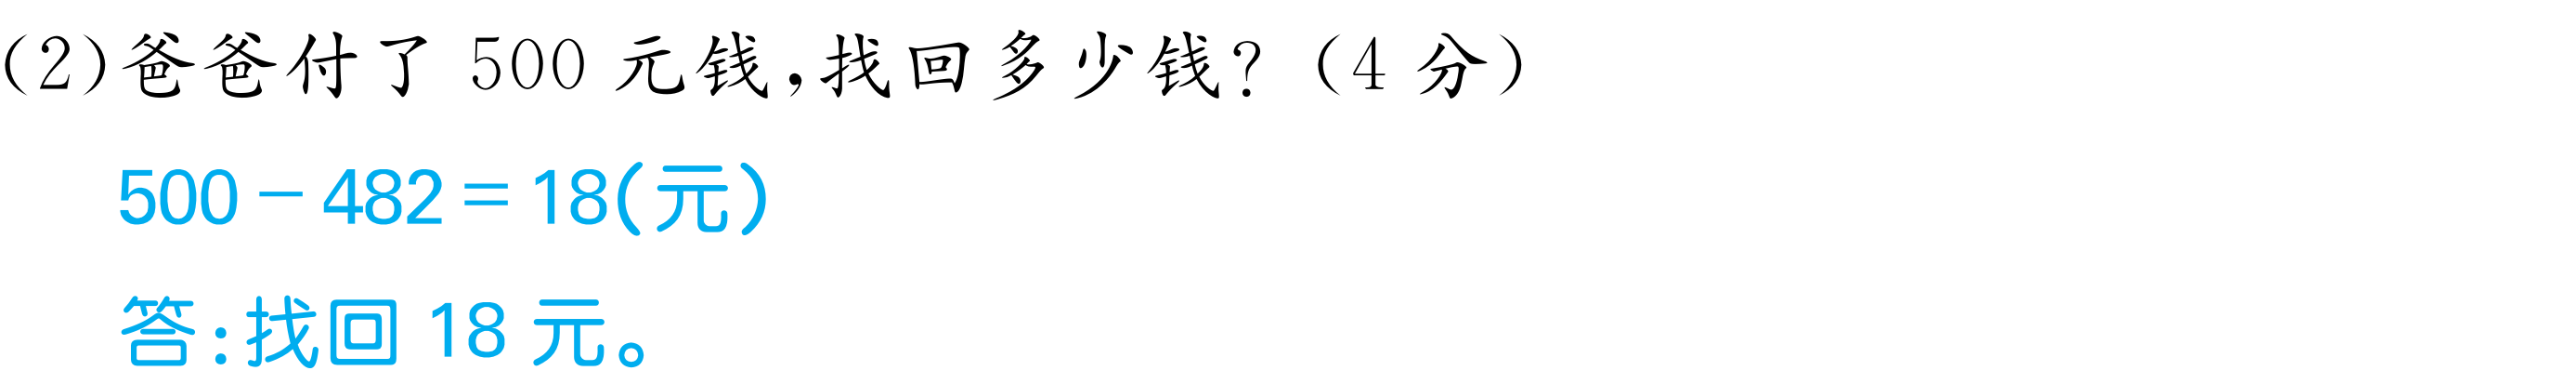 (2)爸爸付了 500 元钱,找回多少钱?(4 分)
500－482＝18(元)
答:找回 18 元。